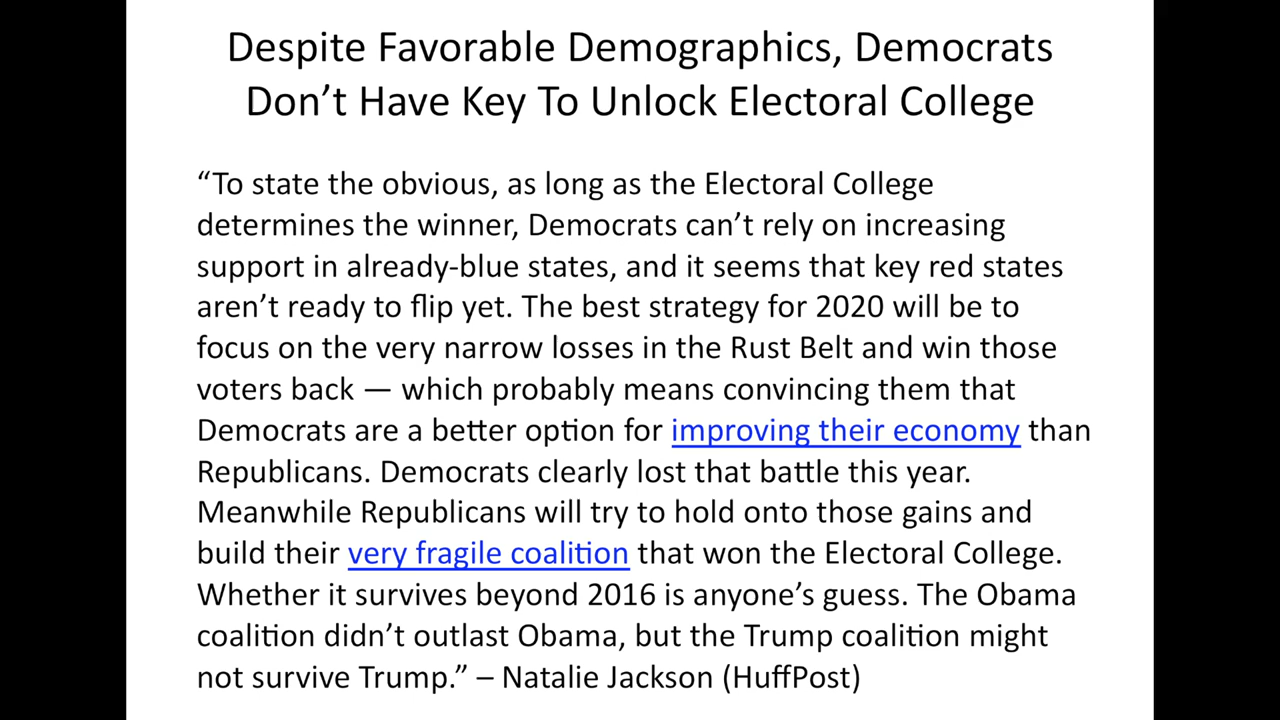 Despite Favorable Demographics, Democrats
Don’t Have Key To Unlock Electoral College
“To state the obvious, as long as the Electoral College
determines the winner, Democrats can’t rely on increasing
support in already-blue states, and it seems that key red states
aren’t ready to flip yet. The best strategy for 2020 will be to
focus on the very narrow losses in the Rust Belt and win those
voters back — which probably means convincing them that
Democrats are a better option for improving their economy than
Republicans. Democrats clearly lost that battle this year.
Meanwhile Republicans will try to hold onto those gains and
build their very fragile coalition that won the Electoral College.
Whether it survives beyond 2016 is anyone’s guess. The Obama
coalition didn’t outlast Obama, but the Trump coalition might
not survive Trump.” – Natalie Jackson (HuffPost)